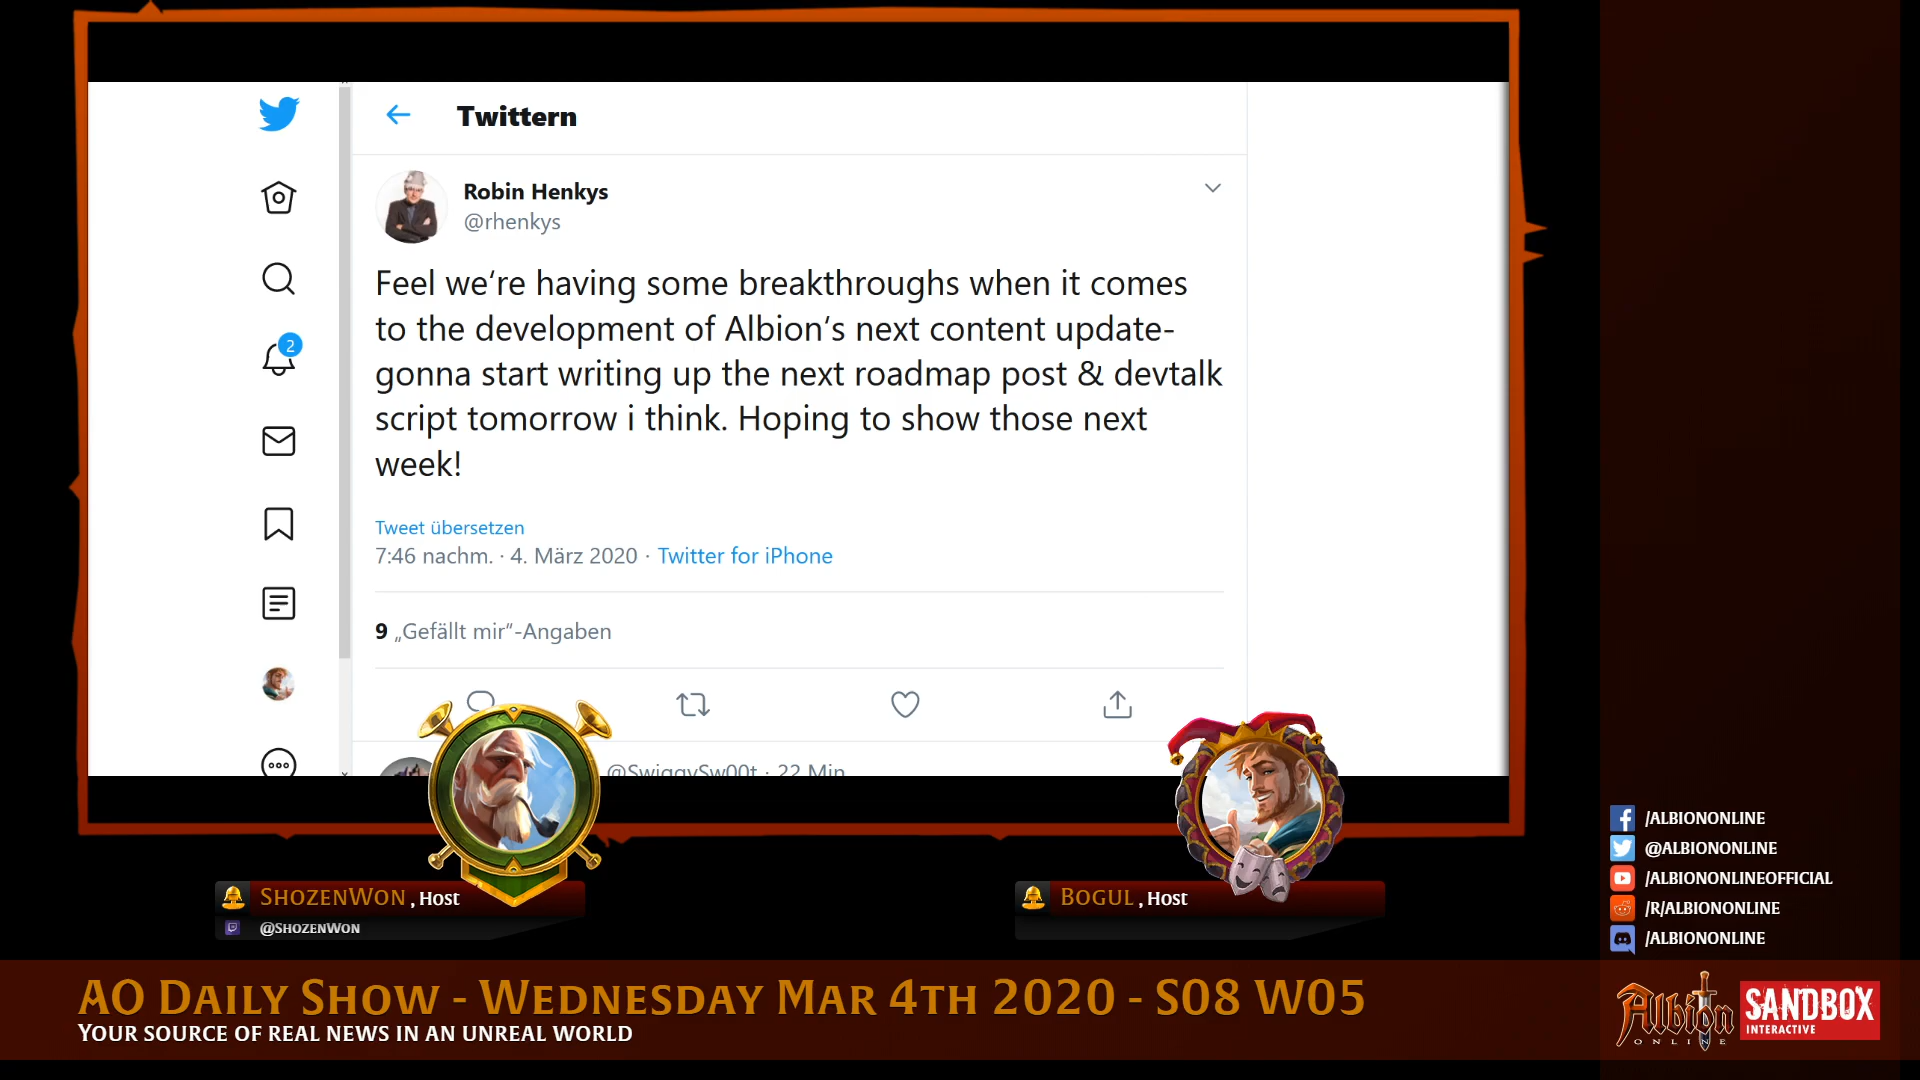 Twittern
Robin Henkys
@rhenkys
Feel we‘re having some breakthroughs when it comes
to the development of Albion‘s next content update-
gonna start writing up the next roadmap post & devtalk
script tomorrow i think. Hoping to show those next
week!
Tweet übersetzen
7:46 nachm. · 4. März 2020 · Twitter for iPhone
9 „Gefällt mir“-Angaben
2
@SwiggySw00t · 22 Min
SHOZENWON, HOST
@SHOZENWON
BOGUL, HOST
/ALBIONONLINE
@ALBIONONLINE
/ALBIONONLINEOFFICIAL
/R/ALBIONONLINE
/ALBIONONLINE
AO DAILY SHOW - WEDNESDAY MAR 4TH 2020 - S08 W05
YOUR SOURCE OF REAL NEWS IN AN UNREAL WORLD
Albion
ONLINE
SANDBOX
INTERACTIVE